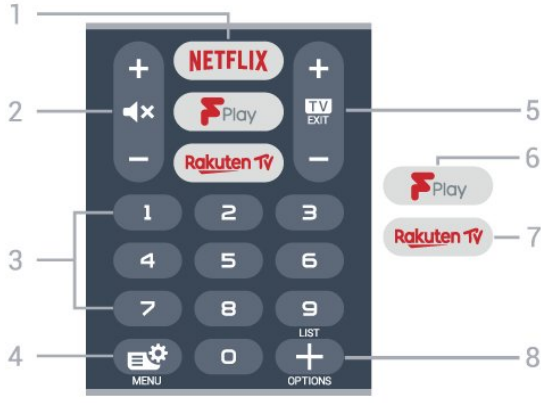 1
NETFLIX
+ +
2
TV
EXIT
5
F Play
6
- -
Rakuten TV
F Play
1 2 3
Rakuten TV
7
3
4 5 6
7 8 9
LIST
4
0
+
8
MENU
OPTIONS